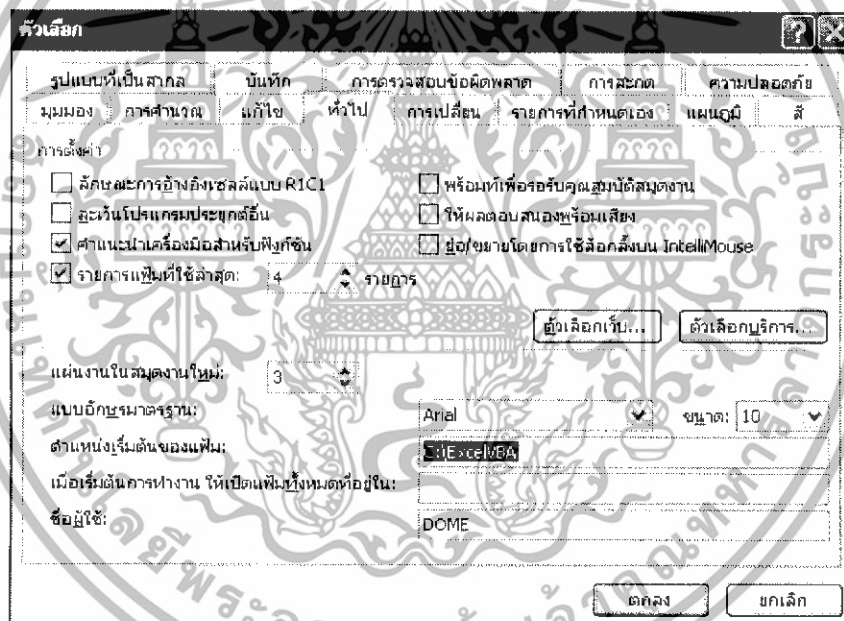 ตัวเลือก
รูปแบบที่เป็นสากล บันทึก การตรวจสอบข้อผิดพลาด การสะกด ความปลอดภัย
มุมมอง การคำนวณ แก้ไข ทั่วไป การเปลี่ยน รายการที่กำหนดเอง แผนภูมิ สี
การตั้งค่า
ลักษณะการอ้างอิงเซลล์แบบ R1C1 พร้อมท์เพื่อรอรับคุณสมบัติสมุดงาน
ละเว้นโปรแกรมประยุกต์อื่น ให้ผลตอบสนองพร้อมเสียง
คำแนะนำเครื่องมือสำหรับฟังก์ชัน ย่อ/ขยายโดยการใช้ล้อกลิ้งบน IntelliMouse
รายการแฟ้มที่ใช้ล่าสุด: 4 รายการ
ตัวเลือกเว็บ... ตัวเลือกบริการ...
แผ่นงานในสมุดงานใหม่: 3
แบบอักษรมาตรฐาน: Arial ขนาด: 10
ตำแหน่งเริ่มต้นของแฟ้ม: C:\ExcelVBA
เมื่อเริ่มต้นการทำงาน ให้เปิดแฟ้มทั้งหมดที่อยู่ใน:
ชื่อผู้ใช้: DOME
ตกลง ยกเลิก